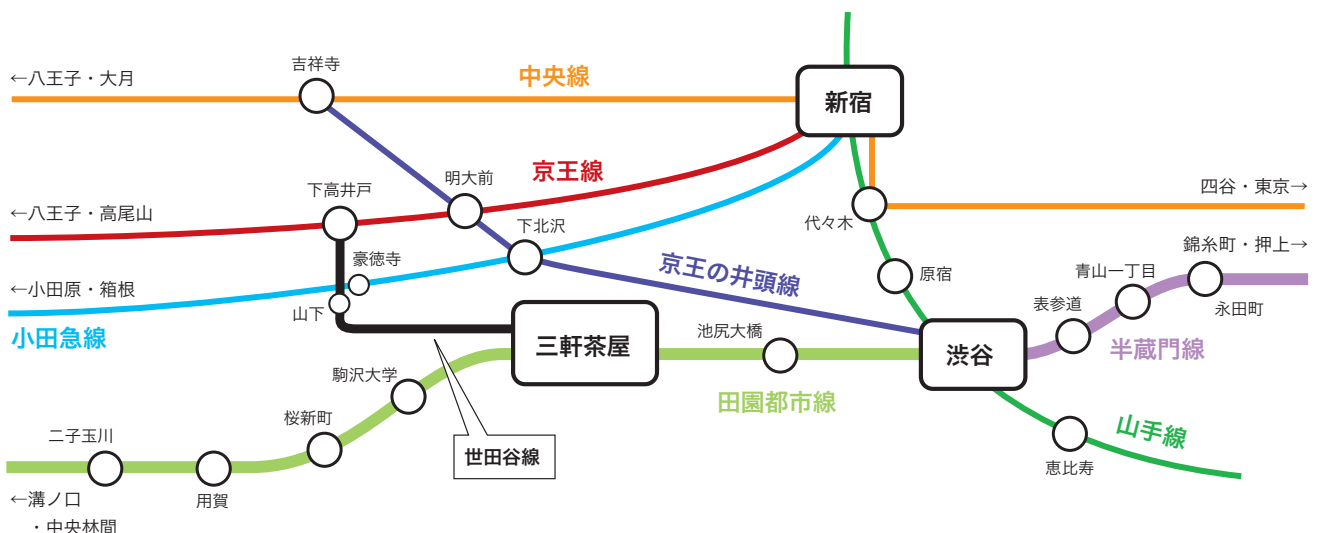 吉祥寺
中央線
←八王子・大月
新宿
京王線
明大前
下高井戸
四谷・東京→
←八王子・高尾山
下北沢
代々木
錦糸町・押上→
豪徳寺
京王の井頭線
原宿
青山一丁目
←小田原・箱根
表参道
永田町
山下
小田急線
三軒茶屋
池尻大橋
渋谷
半蔵門線
駒沢大学
田園都市線
桜新町
山手線
二子玉川
世田谷線
恵比寿
←溝ノ口
・中央林間
用賀